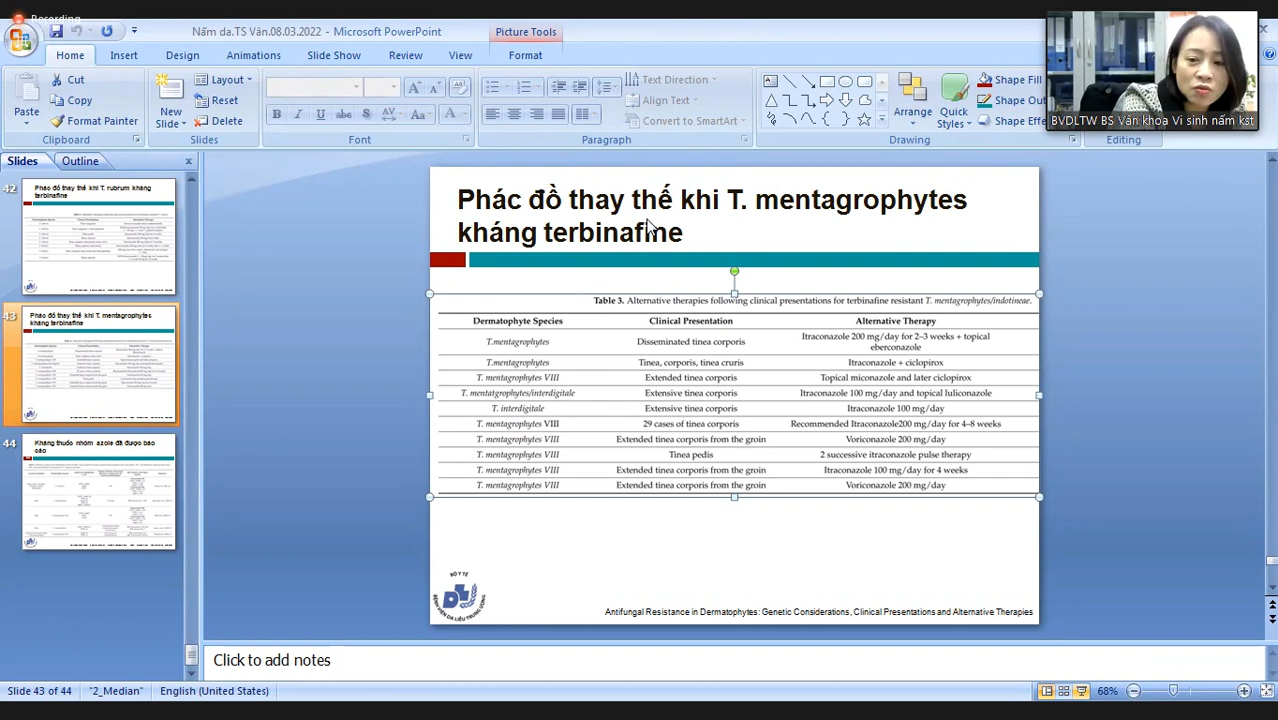 Recording
Nấm da.TS Vân.08.03.2022 - Microsoft PowerPoint
Picture Tools
Home Insert Design Animations Slide Show Review View Format
Paste
Cut
Copy
Format Painter
Clipboard
New Slide
Layout
Reset
Delete
Slides
Font
Text Direction
Align Text
Convert to SmartArt
Paragraph
Arrange
Quick Styles
Shape Fill
Shape Out
Shape Effe
Drawing
Editing
BVDLTW BS Vân khoa Vi sinh nấm kst
Slides Outline
42
Phác đồ thay thế khi T. rubrum kháng
terbinafine
43
Phác đồ thay thế khi T. mentagrophytes
kháng terbinafine
44
Kháng thuốc nhóm azole đã được báo
cáo
Phác đồ thay thế khi T. mentagrophytes
kháng terbinafine
Table 3. Alternative therapies following clinical presentations for terbinafine resistant T. mentagrophytes/indotineae.
Dermatophyte Species Clinical Presentation Alternative Therapy
T.mentagrophytes Disseminated tinea corporis Itraconazole 200 mg/day for 2–3 weeks + topical
eberconazole
T.mentagrophytes Tinea, corporis, tinea cruris Itraconazole + ciclopirox
T. mentagrophytes VIII Extended tinea corporis Topical miconazole and later ciclopirox
T. mentatgrophytes/interdigitale Extensive tinea corporis Itraconazole 100 mg/day and topical luliconazole
T. interdigitale Extensive tinea corporis Itraconazole 100 mg/day
T. mentagrophytes VIII 29 cases of tinea corporis Recommended Itraconazole200 mg/day for 4–8 weeks
T. mentagrophytes VIII Extended tinea corporis from the groin Voriconazole 200 mg/day
T. mentagrophytes VIII Tinea pedis 2 successive itraconazole pulse therapy
T. mentagrophytes VIII Extended tinea corporis from the groin Itraconazole 100 mg/day for 4 weeks
T. mentagrophytes VIII Extended tinea corporis from the groin Voriconazole 200 mg/day
BỘ Y TẾ
BỆNH VIỆN DA LIỄU TRUNG ƯƠNG
Antifungal Resistance in Dermatophytes: Genetic Considerations, Clinical Presentations and Alternative Therapies
Click to add notes
Slide 43 of 44 "2_Median" English (United States) 68%